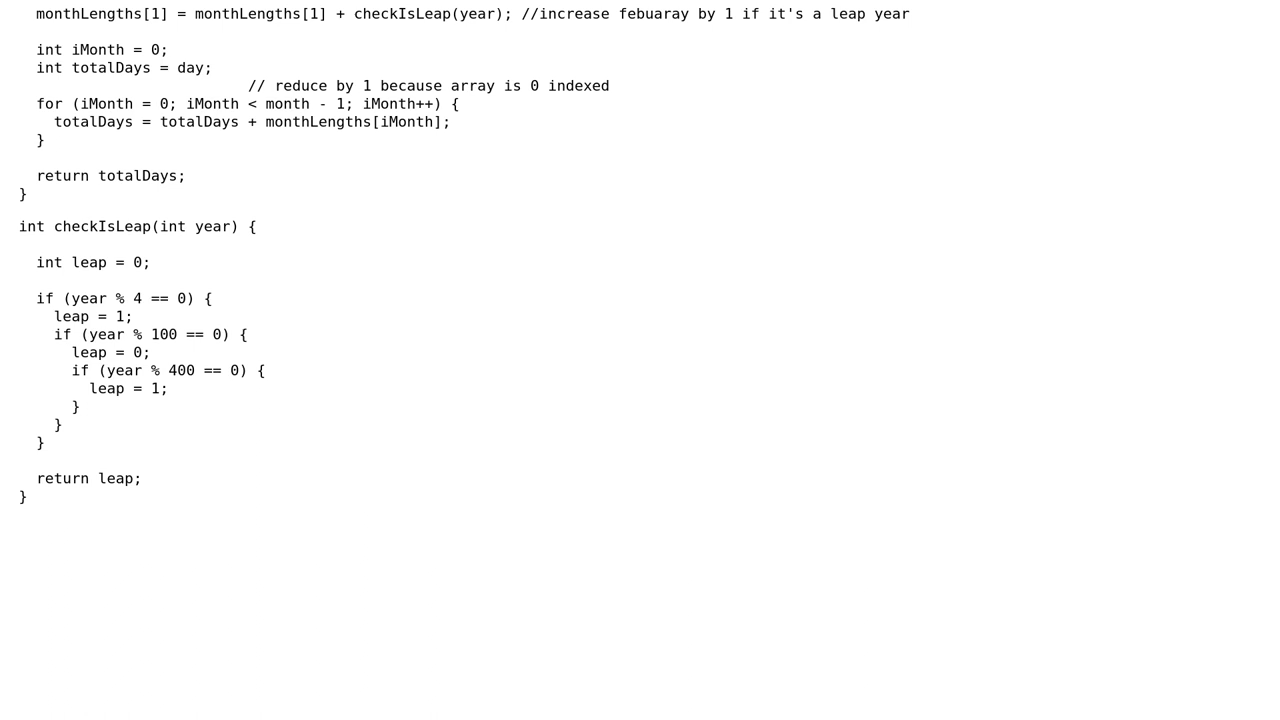 monthLengths[1] = monthLengths[1] + checkIsLeap(year); //increase febuaray by 1 if it's a leap year
int iMonth = 0;
int totalDays = day;
// reduce by 1 because array is 0 indexed
for (iMonth = 0; iMonth < month - 1; iMonth++) {
totalDays = totalDays + monthLengths[iMonth];
}
return totalDays;
}
int checkIsLeap(int year) {
int leap = 0;
if (year % 4 == 0) {
leap = 1;
if (year % 100 == 0) {
leap = 0;
if (year % 400 == 0) {
leap = 1;
}
}
}
return leap;
}